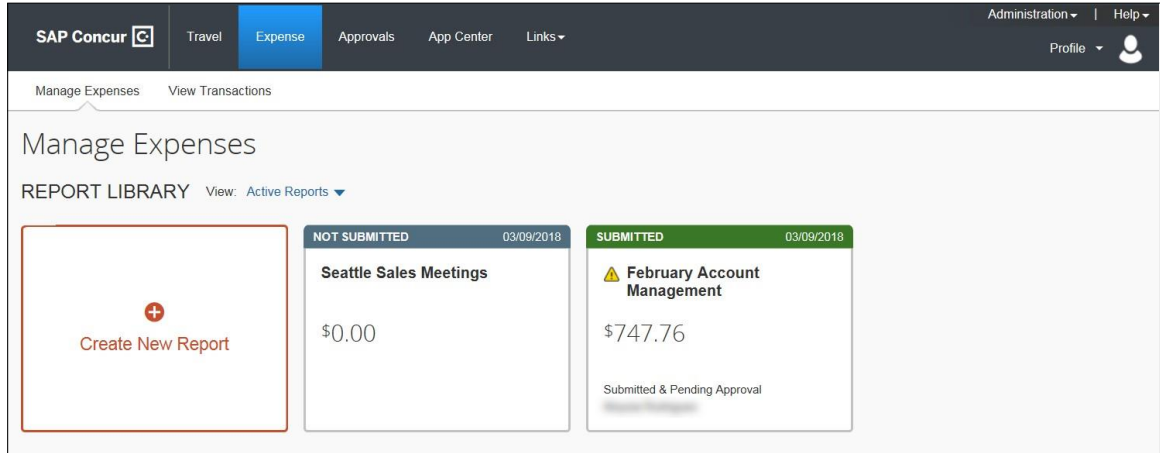 Administration | Help
SAP Concur C Travel Expense Approvals App Center Links
Profile
Manage Expenses View Transactions
Manage Expenses
REPORT LIBRARY View: Active Reports
NOT SUBMITTED 03/09/2018
Seattle Sales Meetings
$0.00
SUBMITTED 03/09/2018
February Account
Management
$747.76
Submitted & Pending Approval
Create New Report